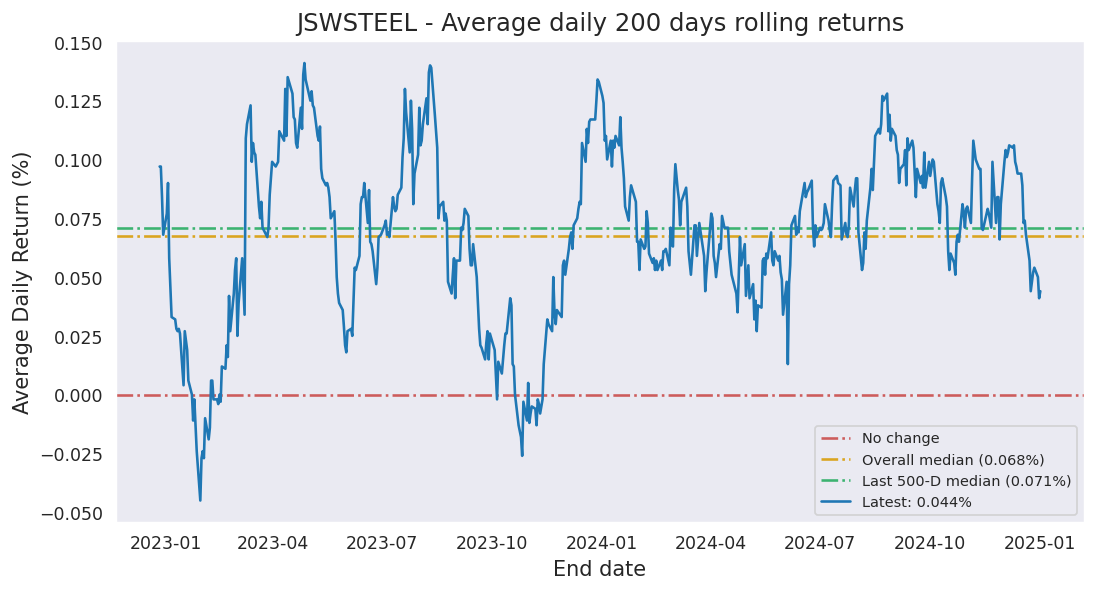 JSWSTEEL - Average daily 200 days rolling returns
Average Daily Return (%)
0.150
0.125
0.100
0.075
0.050
0.025
0.000
−0.025
−0.050
No change
Overall median (0.068%)
Last 500-D median (0.071%)
Latest: 0.044%
2023-01 2023-04 2023-07 2023-10 2024-01 2024-04 2024-07 2024-10 2025-01
End date